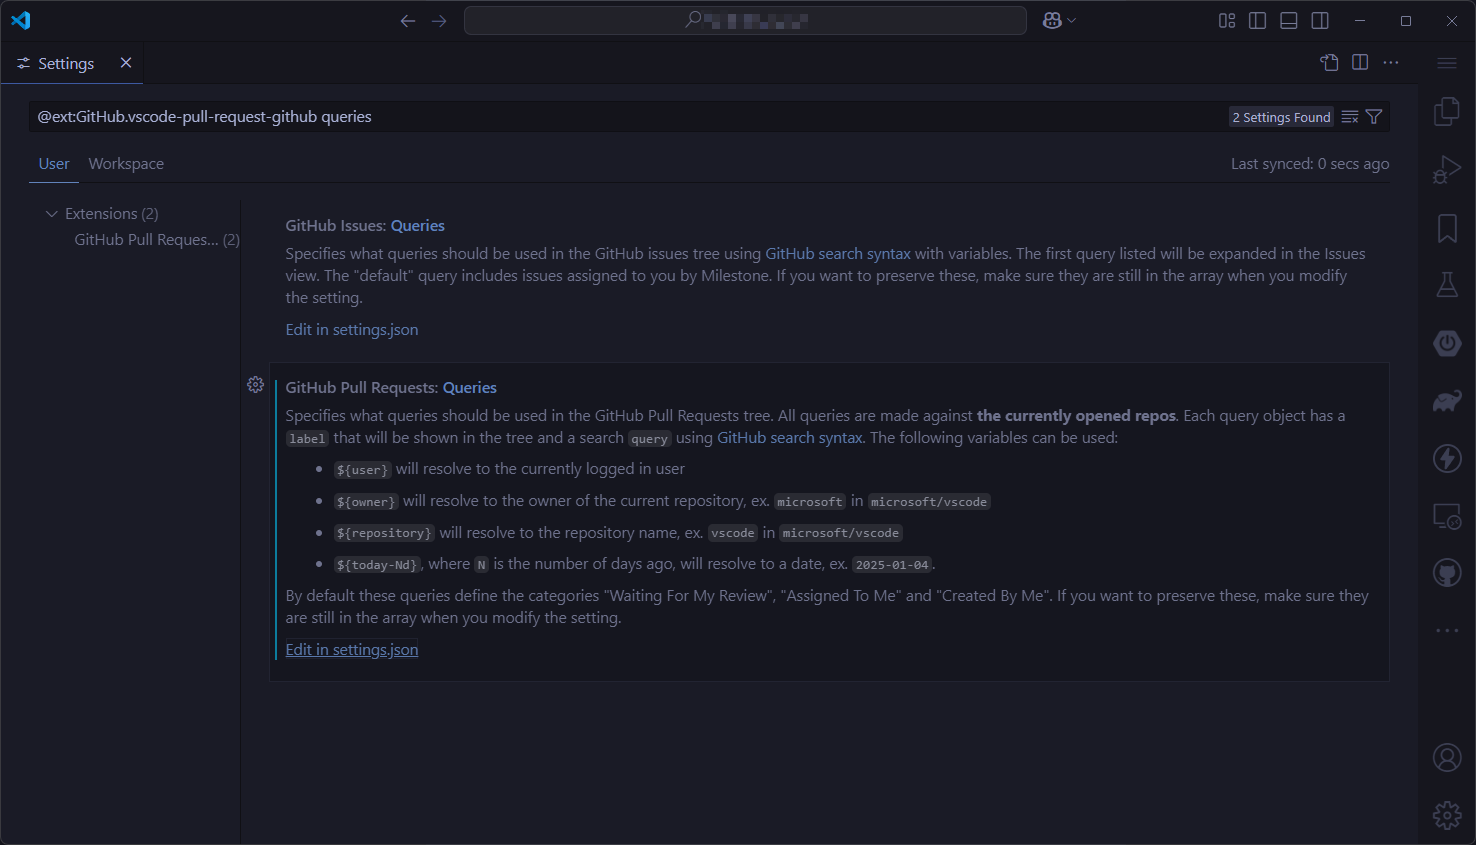 Settings
@ext:GitHub.vscode-pull-request-github queries
2 Settings Found
User
Workspace
Last synced: 0 secs ago
Extensions (2)
GitHub Pull Reques... (2)
GitHub Issues: Queries
Specifies what queries should be used in the GitHub issues tree using GitHub search syntax with variables. The first query listed will be expanded in the Issues
view. The "default" query includes issues assigned to you by Milestone. If you want to preserve these, make sure they are still in the array when you modify
the setting.
Edit in settings.json
GitHub Pull Requests: Queries
Specifies what queries should be used in the GitHub Pull Requests tree. All queries are made against the currently opened repos. Each query object has a
label that will be shown in the tree and a search query using GitHub search syntax. The following variables can be used:
• ${user} will resolve to the currently logged in user
• ${owner} will resolve to the owner of the current repository, ex. microsoft in microsoft/vscode
• ${repository} will resolve to the repository name, ex. vscode in microsoft/vscode
• ${today-Nd}, where N is the number of days ago, will resolve to a date, ex. 2025-01-04.
By default these queries define the categories "Waiting For My Review", "Assigned To Me" and "Created By Me". If you want to preserve these, make sure they
are still in the array when you modify the setting.
Edit in settings.json